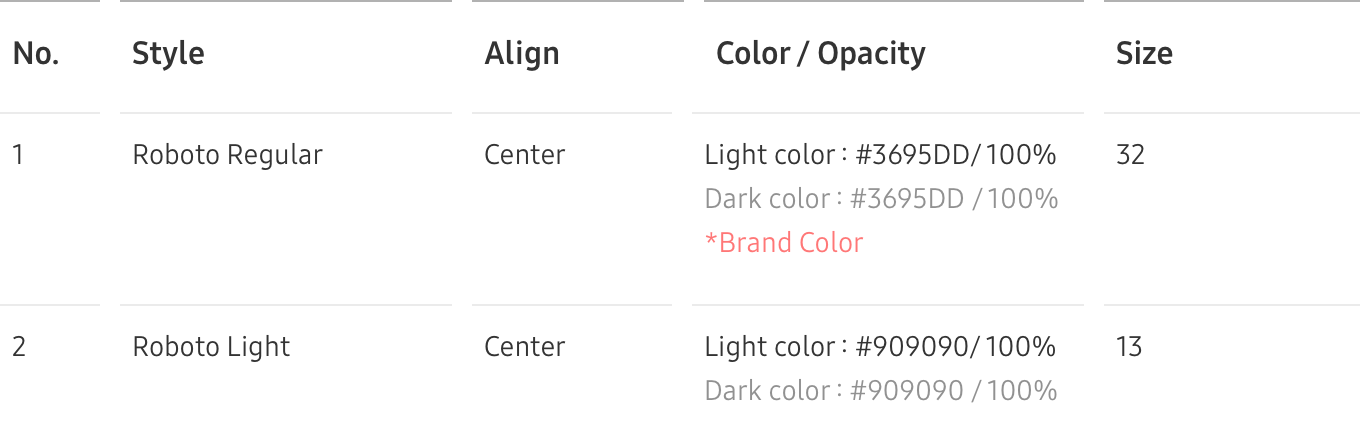 No. Style Align Color / Opacity Size
1 Roboto Regular Center Light color : #3695DD/ 100% 32
Dark color : #3695DD / 100%
*Brand Color
2 Roboto Light Center Light color : #909090/ 100% 13
Dark color : #909090 / 100%